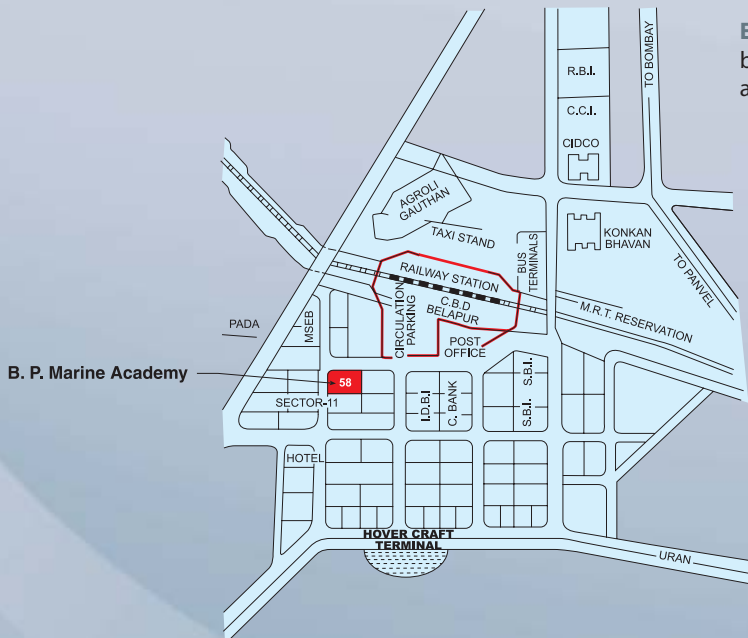 E
b
a
R.B.I.
C.C.I.
CIDCO
TO BOMBAY
AGROLI
GAUTHAN
TAXI STAND
BUS
TERMINALS
KONKAN
BHAVAN
TO PANVEL
RAILWAY STATION
C.B.D
BELAPUR
CIRCULATION
PARKING
M.R.T. RESERVATION
PADA
MSEB
POST
OFFICE
B. P. Marine Academy
58
SECTOR-11
I.D.B.I
C. BANK
S.B.I.
S.B.I.
HOTEL
HOVER CRAFT
TERMINAL
URAN